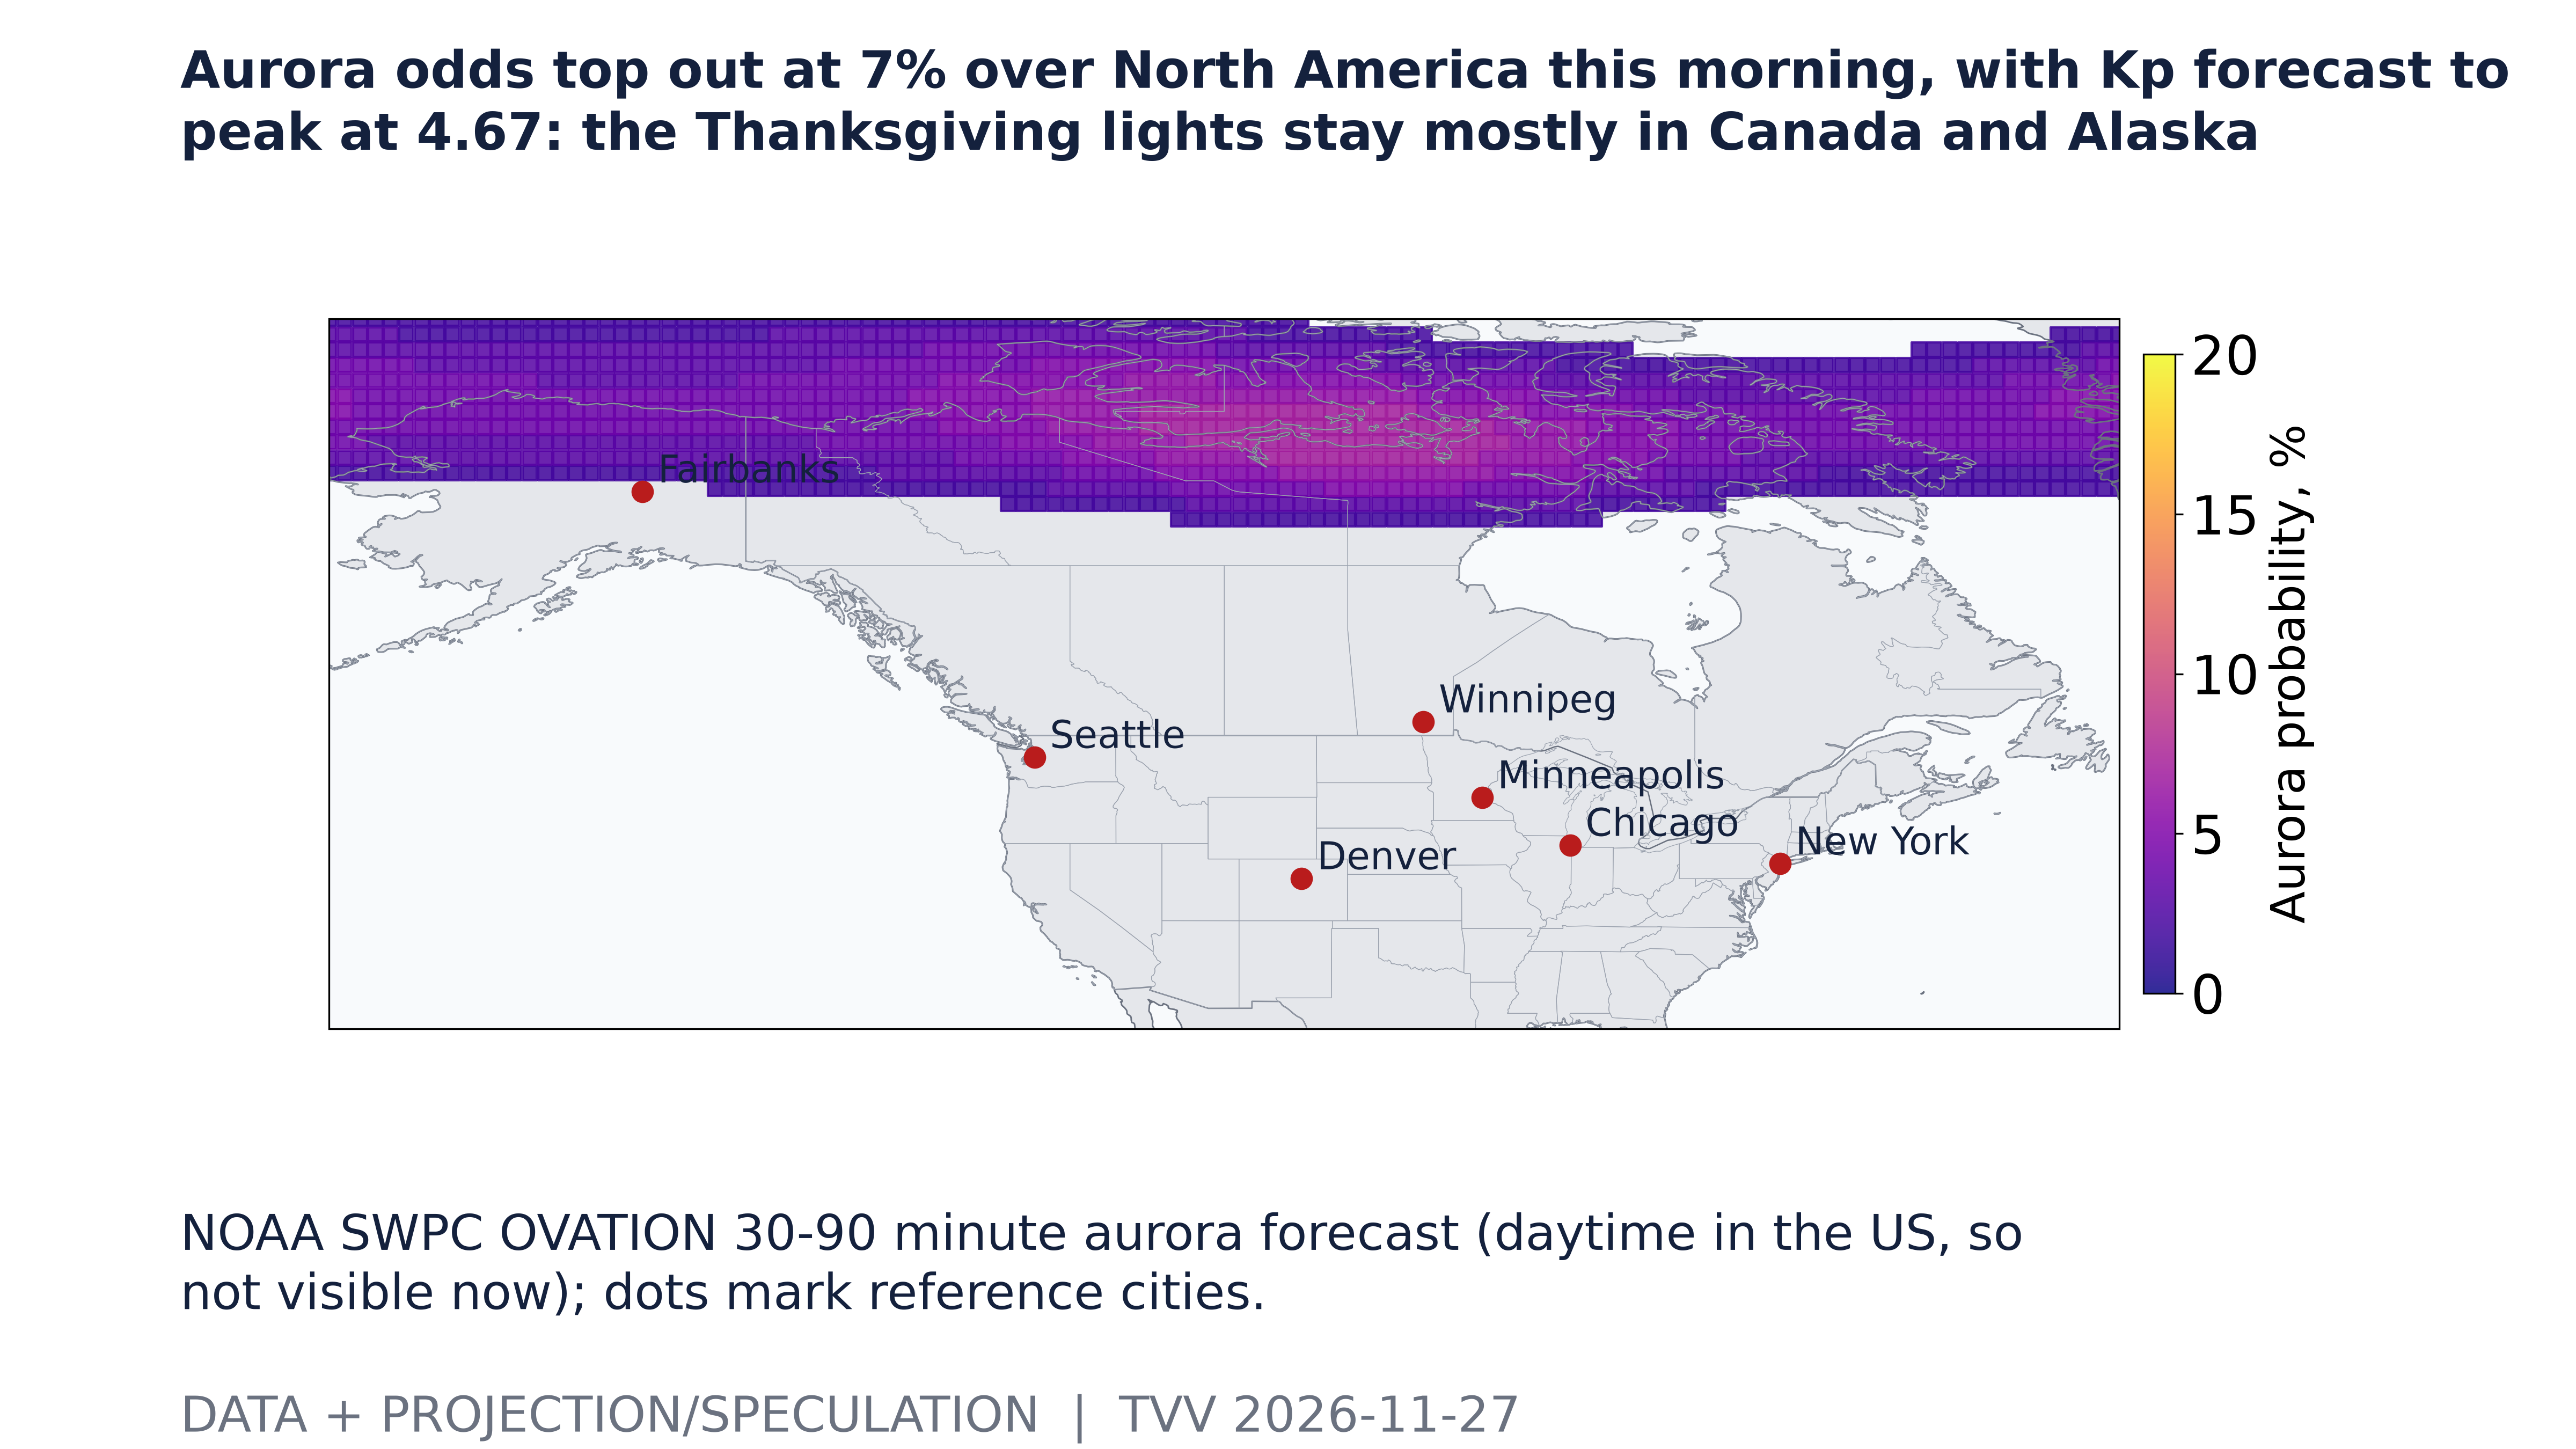 Aurora odds top out at 7% over North America this morning, with Kp forecast to
peak at 4.67: the Thanksgiving lights stay mostly in Canada and Alaska
Fairbanks
Winnipeg
Seattle
Minneapolis
Chicago
New York
Denver
20
15
10
5
0
Aurora probability, %
NOAA SWPC OVATION 30-90 minute aurora forecast (daytime in the US, so
not visible now); dots mark reference cities.
DATA + PROJECTION/SPECULATION | TVV 2026-11-27